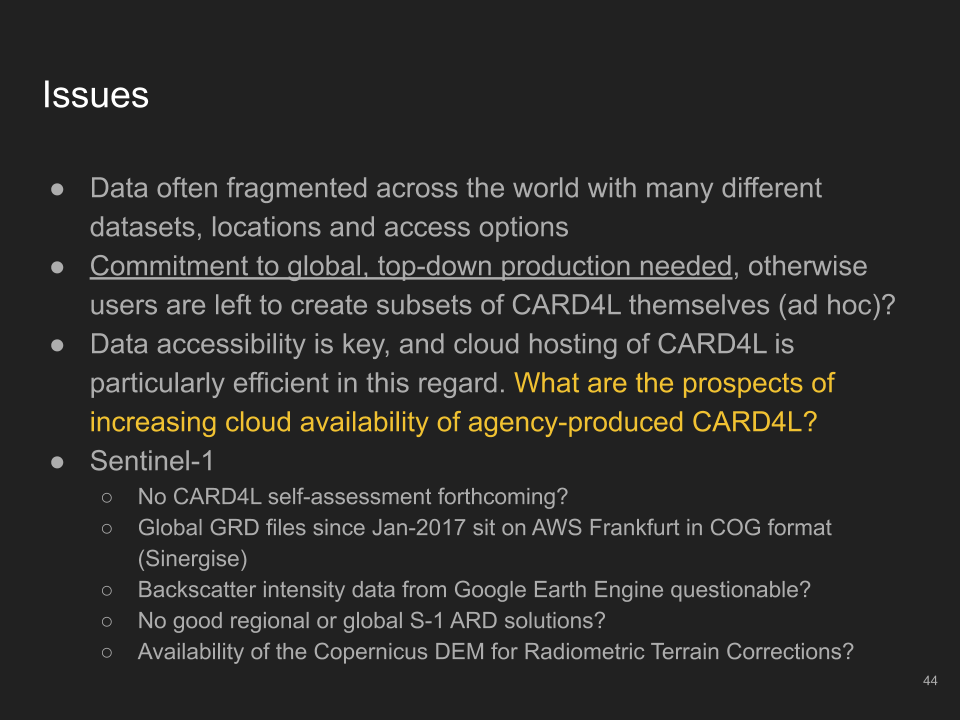 Issues
● Data often fragmented across the world with many different
datasets, locations and access options
● Commitment to global, top-down production needed, otherwise
users are left to create subsets of CARD4L themselves (ad hoc)?
● Data accessibility is key, and cloud hosting of CARD4L is
particularly efficient in this regard. What are the prospects of
increasing cloud availability of agency-produced CARD4L?
● Sentinel-1
○ No CARD4L self-assessment forthcoming?
○ Global GRD files since Jan-2017 sit on AWS Frankfurt in COG format
(Sinergise)
○ Backscatter intensity data from Google Earth Engine questionable?
○ No good regional or global S-1 ARD solutions?
○ Availability of the Copernicus DEM for Radiometric Terrain Corrections?
44